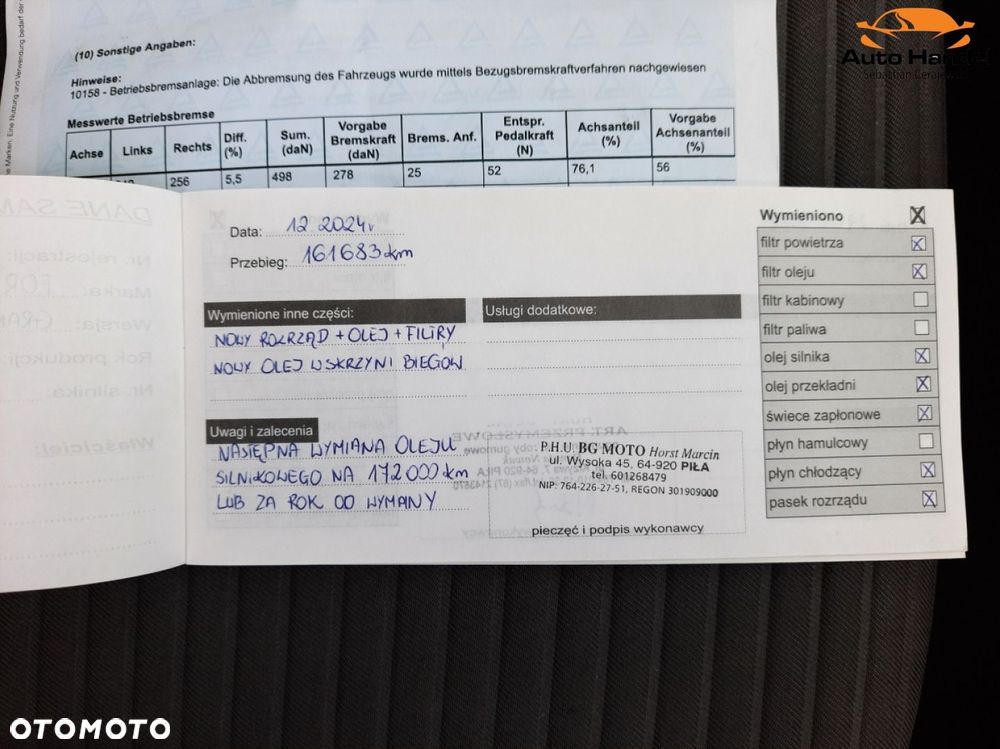 Auto Handel
(10) Sonstige Angaben:
Hinweise:
10158 - Betriebsbremsanlage: Die Abbremsung des Fahrzeugs wurde mittels Bezugsbremskraftverfahren nachgewiesen
Messwerte Betriebsbremse
Achse Links Rechts Diff. (%) Sum. (daN) Vorgabe Bremskraft (daN) Brems. Anf. Entspr. Pedalkraft (N) Achsanteil (%) Vorgabe Achsenanteil (%)
256 5,5 498 278 25 52 76,1 56
Data: 12 2024r
Przebieg: 161683km
Wymienione inne części:
NOWY ROZRZĄD + OLEJ + FILTRY
NOWY OLEJ W SKRZYNI BIEGÓW
Usługi dodatkowe:
Uwagi i zalecenia
NASTĘPNA WYMIANA OLEJU
SILNIKOWEGO NA 172000 km
LUB ZA ROK OD WYMANY
P.H.U. BG MOTO Horst Marcin
ul. Wysoka 45, 64-920 PIŁA
tel. 601268479
NIP: 764-226-27-51, REGON 301909000
pieczęć i podpis wykonawcy
Wymieniono X
filtr powietrza X
filtr oleju X
filtr kabinowy
filtr paliwa
olej silnika X
olej przekładni X
świece zapłonowe X
płyn hamulcowy
płyn chłodzący X
pasek rozrządu X
OTOMOTO